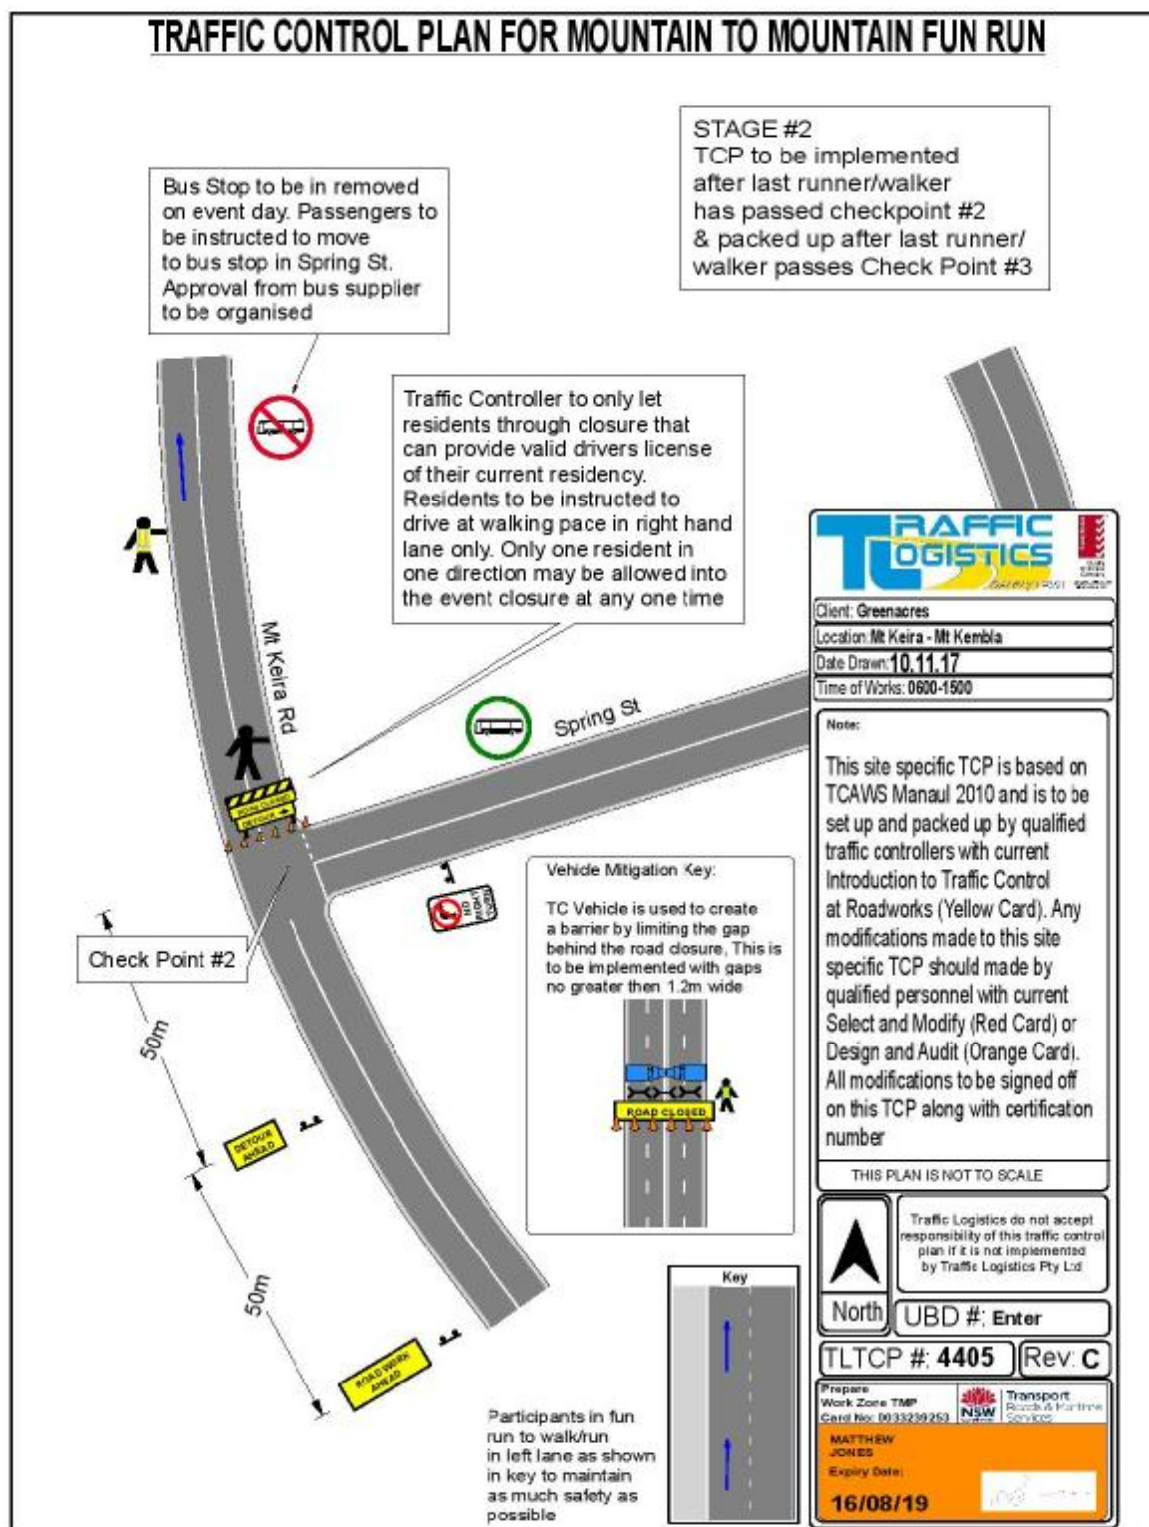 TRAFFIC CONTROL PLAN FOR MOUNTAIN TO MOUNTAIN FUN RUN
STAGE #2
TCP to be implemented
after last runner/walker
has passed checkpoint #2
& packed up after last runner/
walker passes Check Point #3
Bus Stop to be in removed
on event day. Passengers to
be instructed to move
to bus stop in Spring St.
Approval from bus supplier
to be organised
Traffic Controller to only let
residents through closure that
can provide valid drivers license
of their current residency.
Residents to be instructed to
drive at walking pace in right hand
lane only. Only one resident in
one direction may be allowed into
the event closure at any one time
Mt Keira Rd
Spring St
ROAD CLOSED
DETOUR
Check Point #2
50m
DETOUR
AHEAD
50m
ROAD WORK
AHEAD
Vehicle Mitigation Key:
TC Vehicle is used to create
a barrier by limiting the gap
behind the road closure, This is
to be implemented with gaps
no greater then 1.2m wide
ROAD CLOSED
Key
Participants in fun
run to walk/run
in left lane as shown
in key to maintain
as much safety as
possible
TRAFFIC
LOGISTICS
Client: Greenacres
Location: Mt Keira - Mt Kembla
Date Drawn: 10.11.17
Time of Works: 0600-1500
Note:
This site specific TCP is based on
TCAWS Manaul 2010 and is to be
set up and packed up by qualified
traffic controllers with current
Introduction to Traffic Control
at Roadworks (Yellow Card). Any
modifications made to this site
specific TCP should made by
qualified personnel with current
Select and Modify (Red Card) or
Design and Audit (Orange Card).
All modifications to be signed off
on this TCP along with certification
number
THIS PLAN IS NOT TO SCALE
Traffic Logistics do not accept
responsibility of this traffic control
plan if it is not implemented
by Traffic Logistics Pty Ltd
North
UBD #: Enter
TLTCP #: 4405
Rev: C
Prepare
Work Zone TMP
Card No: 0033239253
NSW
Transport
Roads & Maritime
Services
MATTHEW
JONES
Expiry Date:
16/08/19